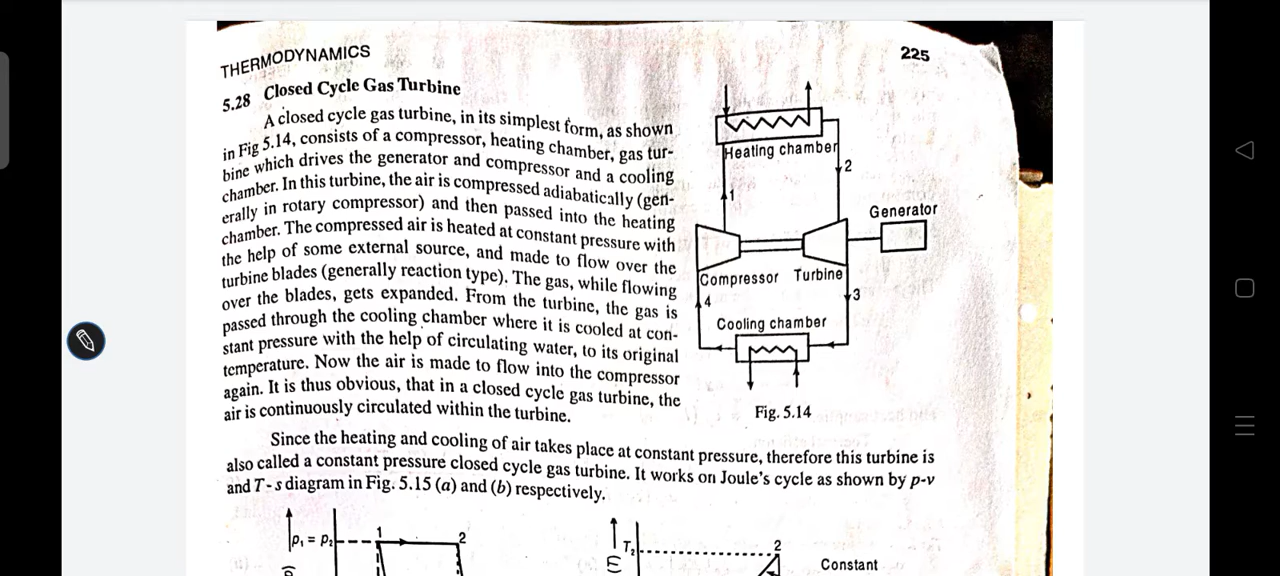 THERMODYNAMICS
225
5.28 Closed Cycle Gas Turbine
A closed cycle gas turbine, in its simplest form, as shown
in Fig 5.14, consists of a compressor, heating chamber, gas tur-
bine which drives the generator and compressor and a cooling
chamber. In this turbine, the air is compressed adiabatically (gen-
erally in rotary compressor) and then passed into the heating
chamber. The compressed air is heated at constant pressure with
the help of some external source, and made to flow over the
turbine blades (generally reaction type). The gas, while flowing
over the blades, gets expanded. From the turbine, the gas is
passed through the cooling chamber where it is cooled at con-
stant pressure with the help of circulating water, to its original
temperature. Now the air is made to flow into the compressor
again. It is thus obvious, that in a closed cycle gas turbine, the
air is continuously circulated within the turbine.
Heating chamber
2
1
Generator
Compressor Turbine
4
3
Cooling chamber
Fig. 5.14
Since the heating and cooling of air takes place at constant pressure, therefore this turbine is
also called a constant pressure closed cycle gas turbine. It works on Joule's cycle as shown by p-v
and T - s diagram in Fig. 5.15 (a) and (b) respectively.
p₁ = p₂
1
2
T₂
2
Constant